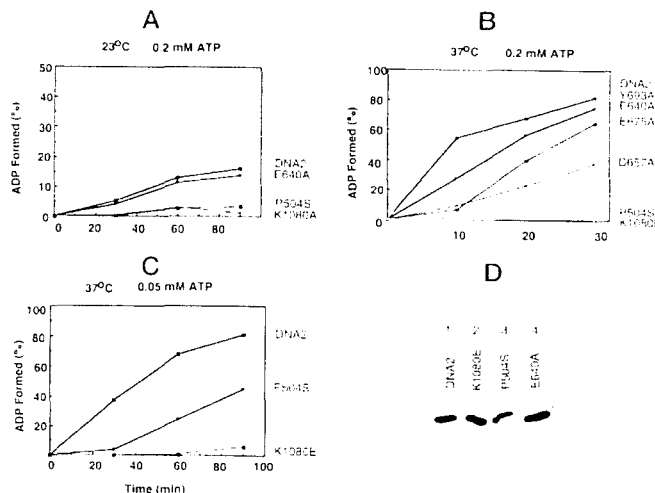 A
23°C 0.2 mM ATP
ADP Formed (%)
50
40
30
20
10
0
0 20 40 60 80 100
DNA2
E640A
P504S
K1080A
B
37°C 0.2 mM ATP
ADP Formed (%)
100
80
60
40
20
0
10 20 30
DNA2
Y693A
E640A
P504S
K1080E
C
37°C 0.05 mM ATP
ADP Formed (%)
100
80
60
40
20
0 20 40 60 80 100
Time (min)
DNA2
P504S
K1080E
D
1 2 3 4
DNA2
K1080E
P504S
E640A